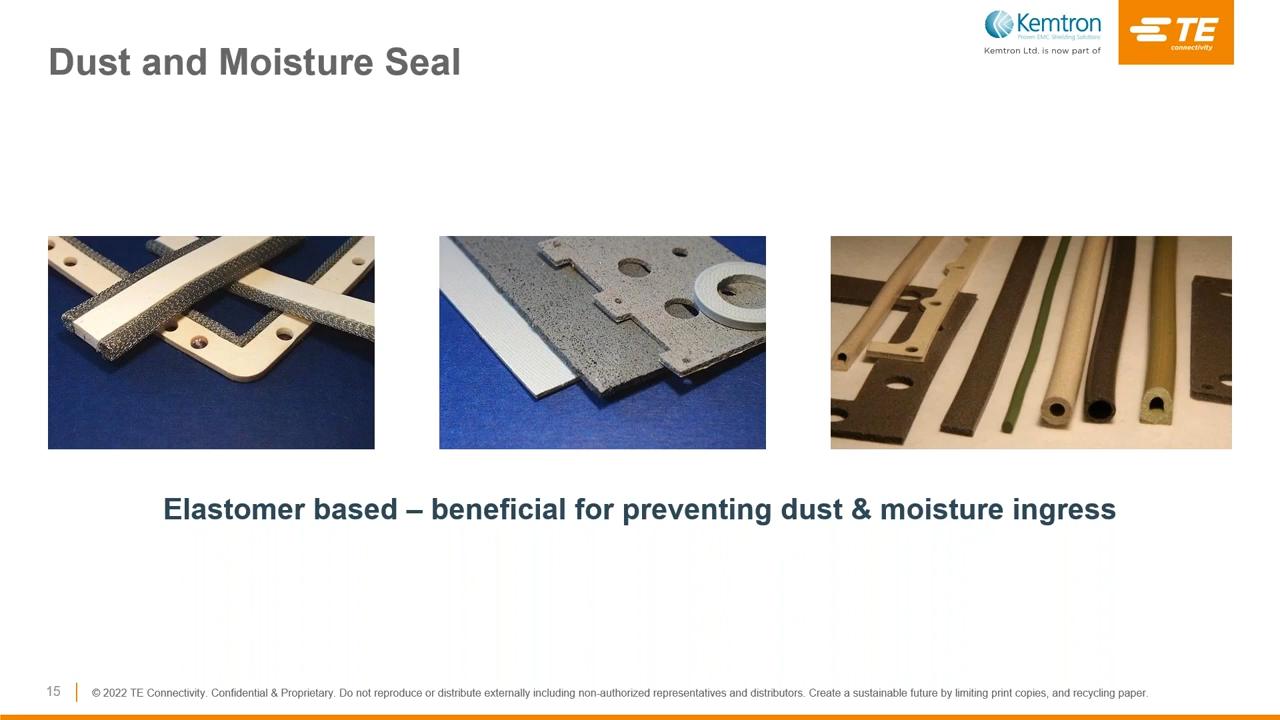 Dust and Moisture Seal
Kemtron
Proven EMC Shielding Solutions
Kemtron Ltd. is now part of
TE
connectivity
Elastomer based – beneficial for preventing dust & moisture ingress
15
© 2022 TE Connectivity. Confidential & Proprietary. Do not reproduce or distribute externally including non-authorized representatives and distributors. Create a sustainable future by limiting print copies, and recycling paper.